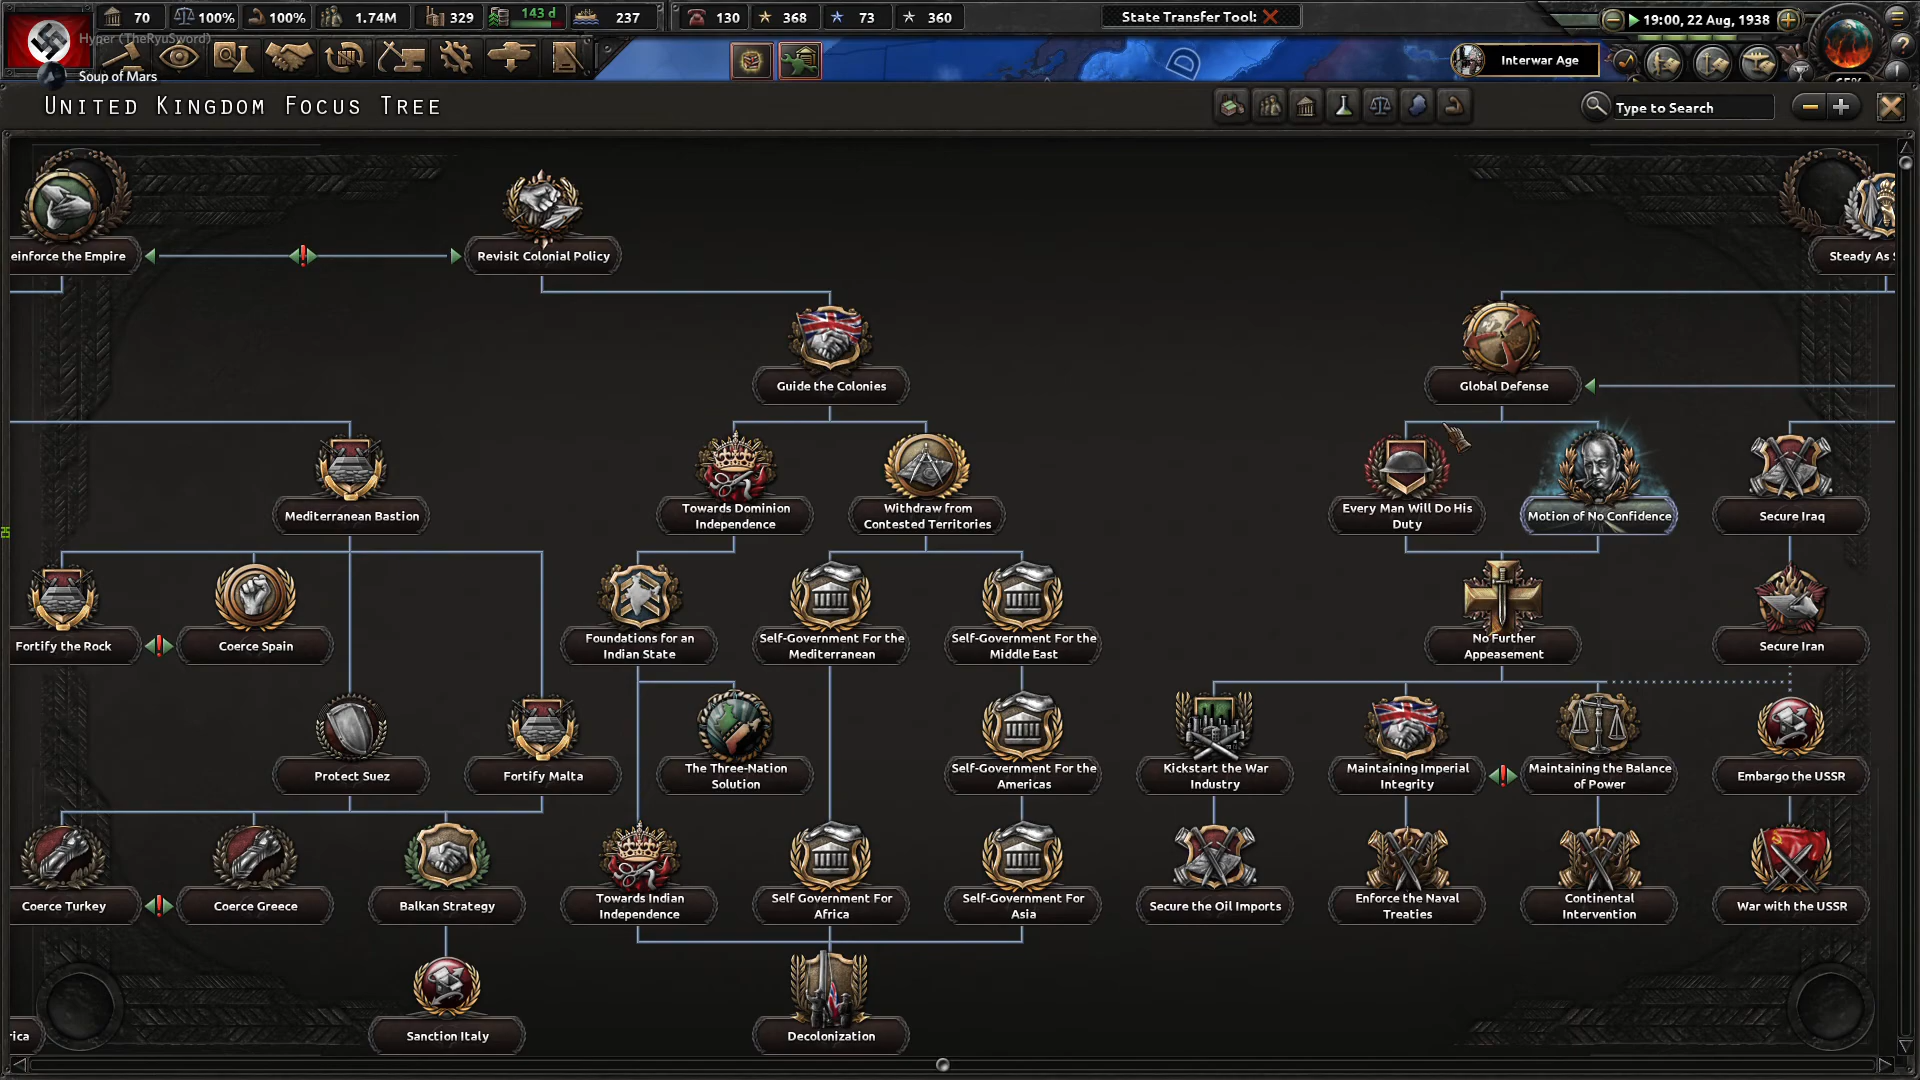 70
100%
100%
1.74M
329
143 d
237
130
368
73
360
State Transfer Tool:
19:00, 22 Aug, 1938
Hyper (TheRyuSword)
Soup of Mars
Interwar Age
65%
United Kingdom Focus Tree
Type to Search
einforce the Empire
Revisit Colonial Policy
Steady As S
Guide the Colonies
Global Defense
Mediterranean Bastion
Towards Dominion
Independence
Withdraw from
Contested Territories
Every Man Will Do His
Duty
Motion of No Confidence
Secure Iraq
Fortify the Rock
Coerce Spain
Foundations for an
Indian State
Self-Government For the
Mediterranean
Self-Government For the
Middle East
No Further
Appeasement
Secure Iran
Protect Suez
Fortify Malta
The Three-Nation
Solution
Self-Government For the
Americas
Kickstart the War
Industry
Maintaining Imperial
Integrity
Maintaining the Balance
of Power
Embargo the USSR
Coerce Turkey
Coerce Greece
Balkan Strategy
Towards Indian
Independence
Self Government For
Africa
Self-Government For
Asia
Secure the Oil Imports
Enforce the Naval
Treaties
Continental
Intervention
War with the USSR
rica
Sanction Italy
Decolonization